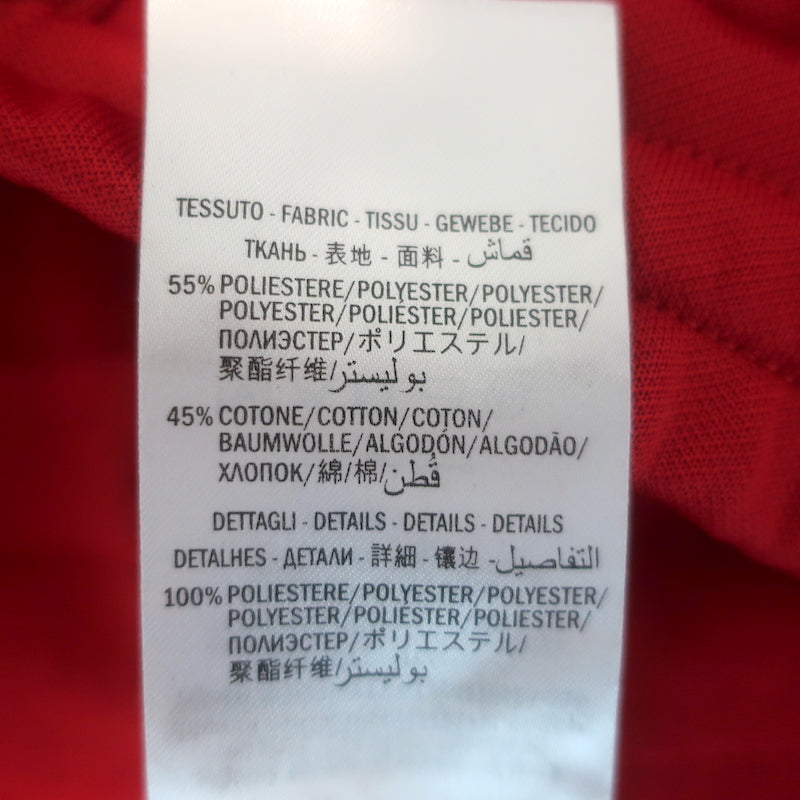 TESSUTO - FABRIC - TISSU - GEWEBE - TECIDO
ТКАНЬ - 表地 - 面料 - قماش
55% POLIESTERE/POLYESTER/POLYESTER/
POLYESTER/POLIÉSTER/POLIESTER/
ПОЛИЭСТЕР/ポリエステル/
聚酯纤维/بوليستر
45% COTONE/COTTON/COTON/
BAUMWOLLE/ALGODÓN/ALGODÃO/
ХЛОПОК/綿/棉/قُطن
DETTAGLI - DETAILS - DETAILS - DETAILS
DETALHES - ДЕТАЛИ - 詳細 - 镶边 - التفاصيل
100% POLIESTERE/POLYESTER/POLYESTER/
POLYESTER/POLIÉSTER/POLIESTER/
ПОЛИЭСТЕР/ポリエステル/
聚酯纤维/بوليستر